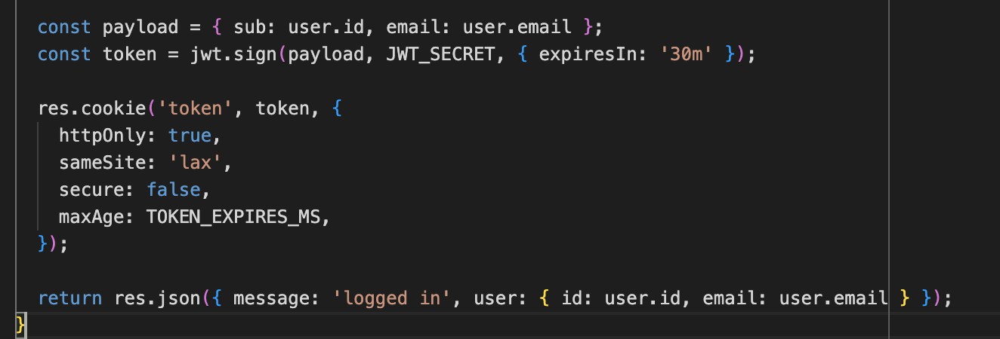 const payload = { sub: user.id, email: user.email };
const token = jwt.sign(payload, JWT_SECRET, { expiresIn: '30m' });
res.cookie('token', token, {
httpOnly: true,
sameSite: 'lax',
secure: false,
maxAge: TOKEN_EXPIRES_MS,
});
return res.json({ message: 'logged in', user: { id: user.id, email: user.email } });
}